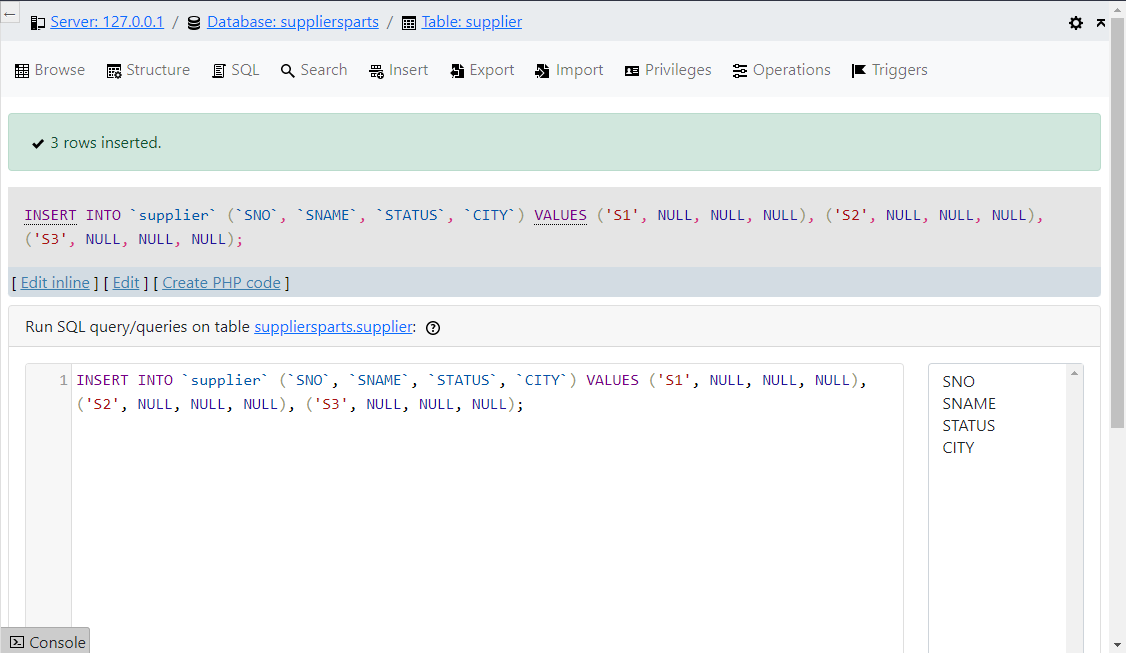 Server: 127.0.0.1 / Database: suppliersparts / Table: supplier
Browse Structure SQL Search Insert Export Import Privileges Operations Triggers
3 rows inserted.
INSERT INTO `supplier` (`SNO`, `SNAME`, `STATUS`, `CITY`) VALUES ('S1', NULL, NULL, NULL), ('S2', NULL, NULL, NULL),
('S3', NULL, NULL, NULL);
[ Edit inline ] [ Edit ] [ Create PHP code ]
Run SQL query/queries on table suppliersparts.supplier:
1 INSERT INTO `supplier` (`SNO`, `SNAME`, `STATUS`, `CITY`) VALUES ('S1', NULL, NULL, NULL),
('S2', NULL, NULL, NULL), ('S3', NULL, NULL, NULL);
SNO
SNAME
STATUS
CITY
Console